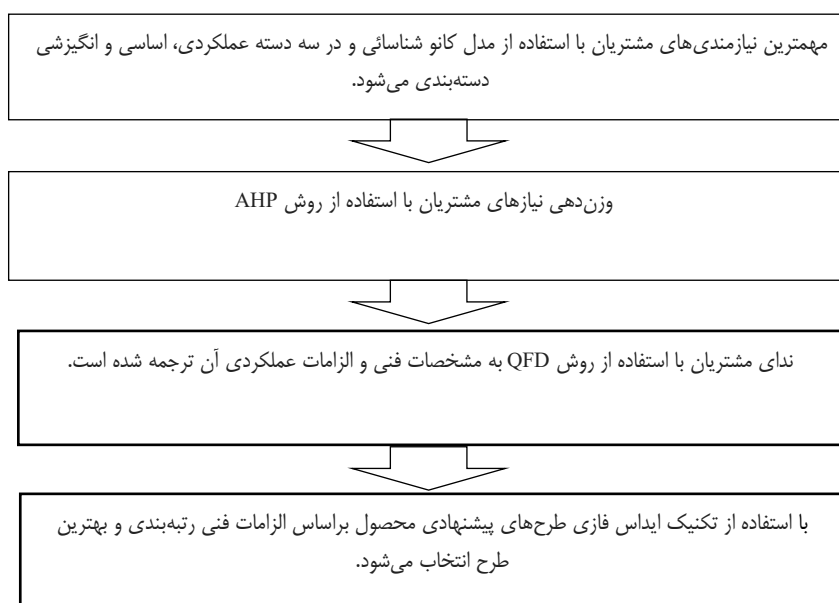 مهمترین نیازمندی‌های مشتریان با استفاده از مدل کانو شناسائی و در سه دسته عملکردی، اساسی و انگیزشی
دسته‌بندی می‌شود.
وزن‌دهی نیازهای مشتریان با استفاده از روش AHP
ندای مشتریان با استفاده از روش QFD به مشخصات فنی و الزامات عملکردی آن ترجمه شده است.
با استفاده از تکنیک ایداس فازی طرح‌های پیشنهادی محصول براساس الزامات فنی رتبه‌بندی و بهترین
طرح انتخاب می‌شود.